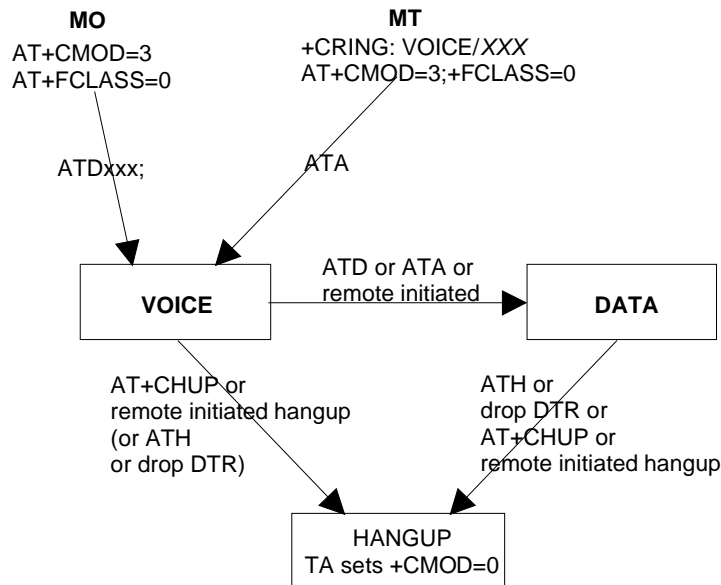 MO
AT+CMOD=3
AT+FCLASS=0
MT
+CRING: VOICE/XXX
AT+CMOD=3;+FCLASS=0
ATDxxx;
ATA
VOICE
ATD or ATA or
remote initiated
DATA
AT+CHUP or
remote initiated hangup
(or ATH
or drop DTR)
ATH or
drop DTR or
AT+CHUP or
remote initiated hangup
HANGUP
TA sets +CMOD=0